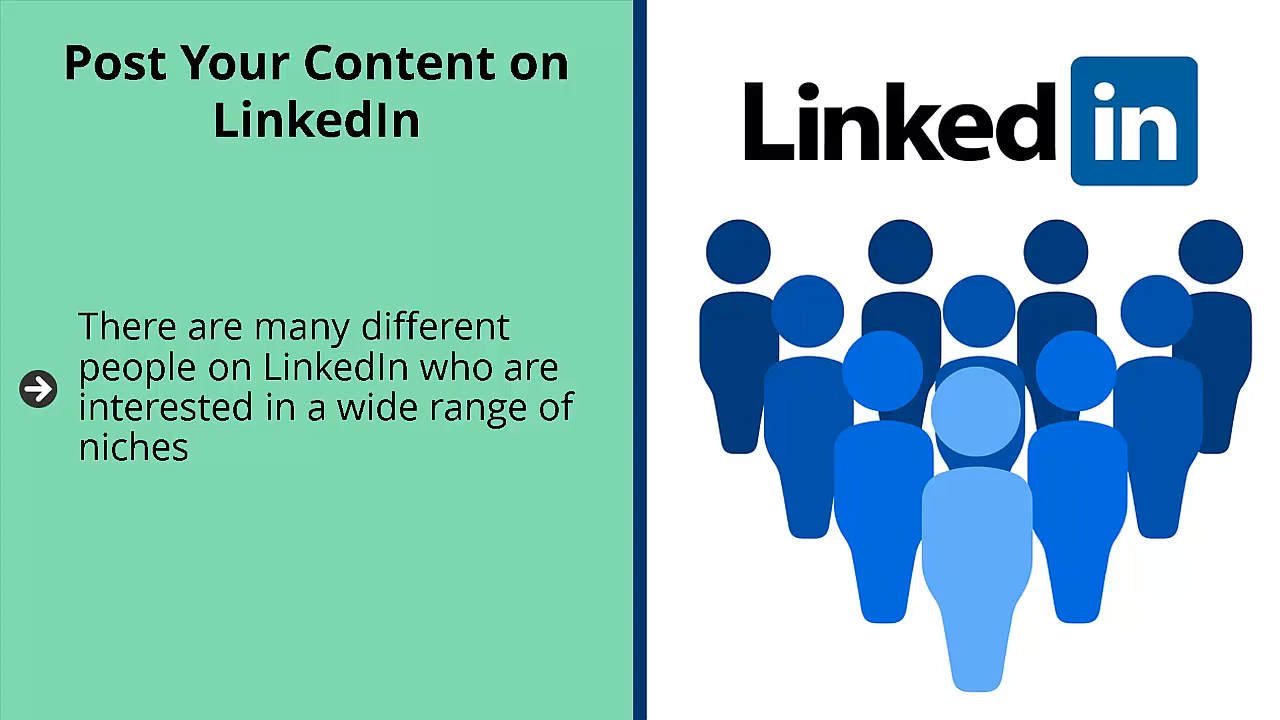 Post Your Content on
LinkedIn
There are many different
people on LinkedIn who are
interested in a wide range of
niches
Linked in